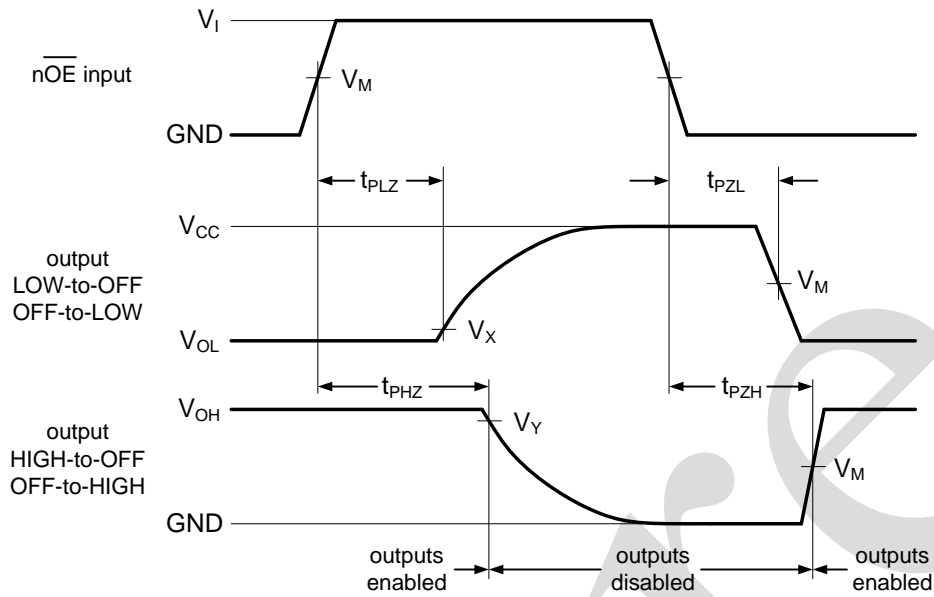 V_I
nOE input
V_M
GND
t_PLZ
t_PZL
V_CC
output
LOW-to-OFF
OFF-to-LOW
V_M
V_X
V_OL
t_PHZ
t_PZH
V_OH
V_Y
output
HIGH-to-OFF
OFF-to-HIGH
V_M
GND
outputs
enabled
outputs
disabled
outputs
enabled